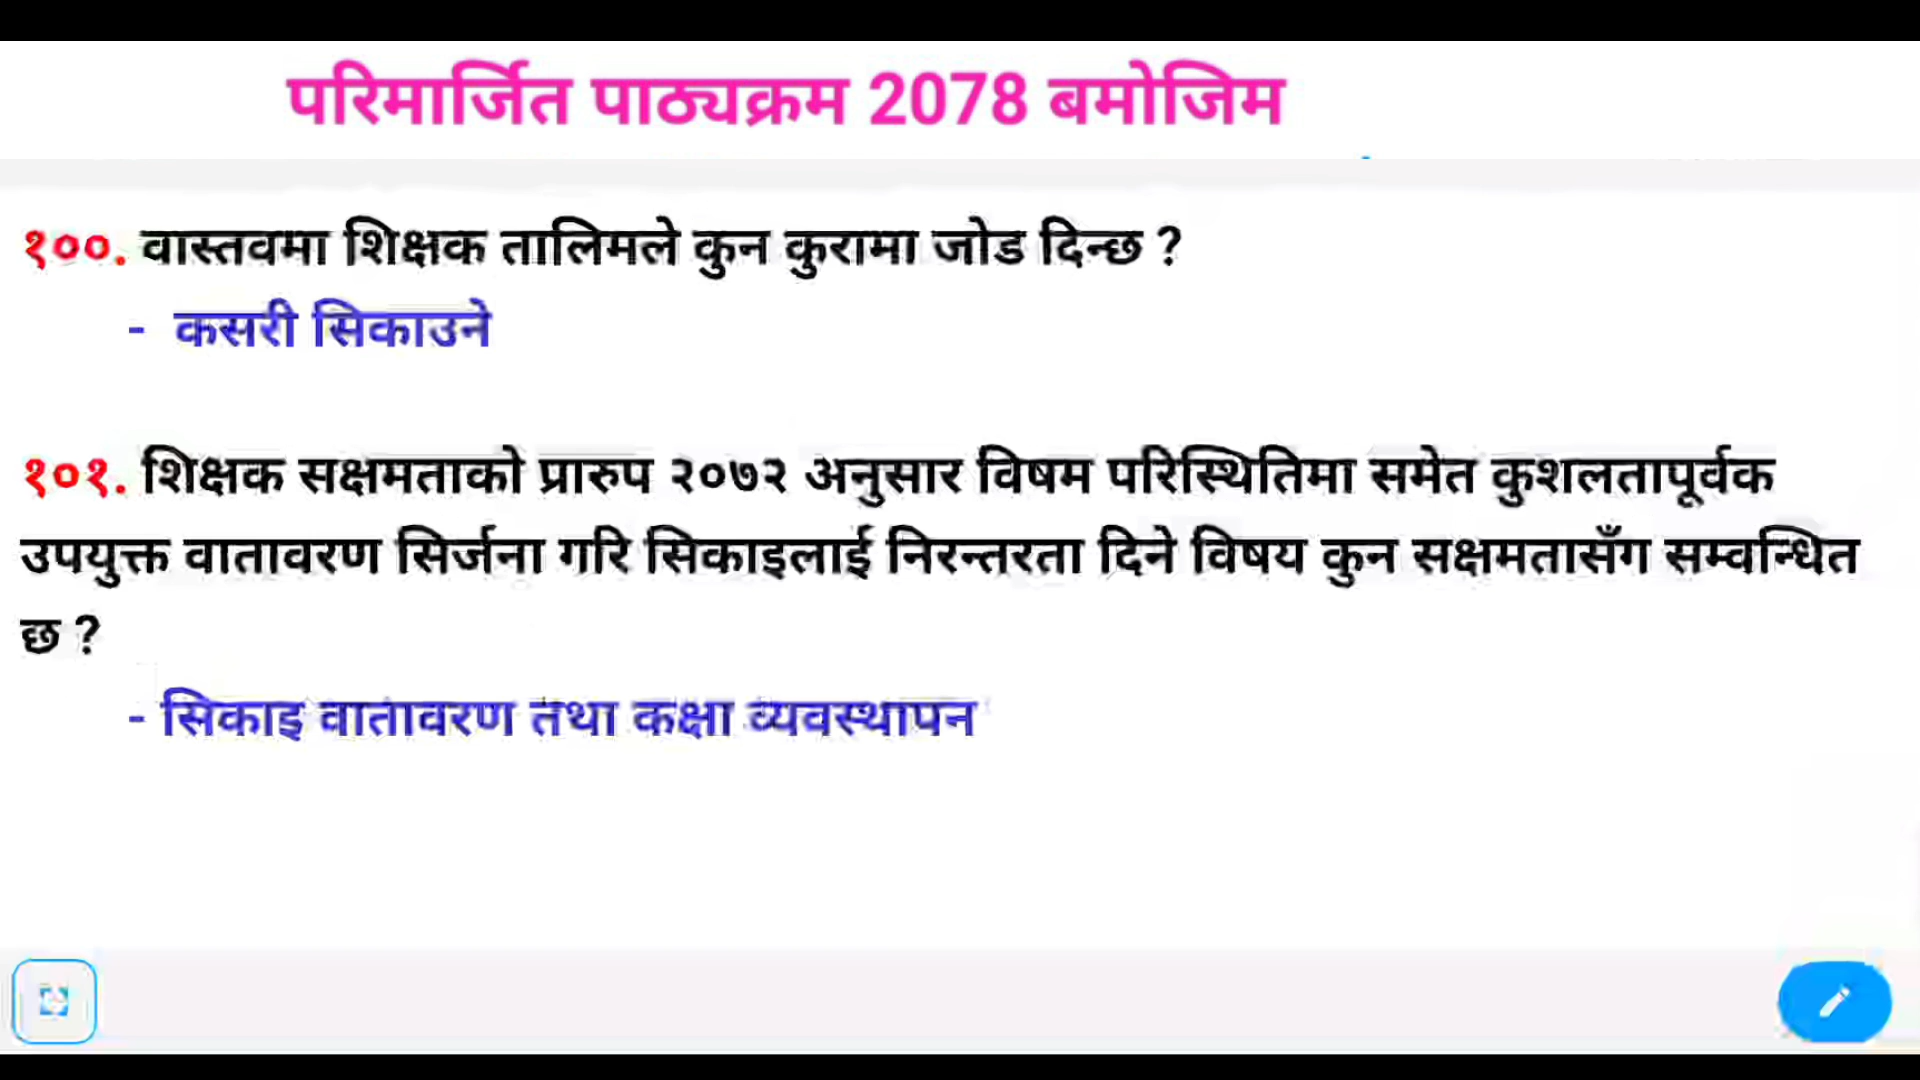 परिमार्जित पाठ्यक्रम 2078 बमोजिम
१००. वास्तवमा शिक्षक तालिमले कुन कुरामा जोड दिन्छ ?
- कसरी सिकाउने
१०१. शिक्षक सक्षमताको प्रारुप २०७२ अनुसार विषम परिस्थितिमा समेत कुशलतापूर्वक
उपयुक्त वातावरण सिर्जना गरि सिकाइलाई निरन्तरता दिने विषय कुन सक्षमतासँग सम्वन्धित
छ ?
- सिकाइ वातावरण तथा कक्षा व्यवस्थापन